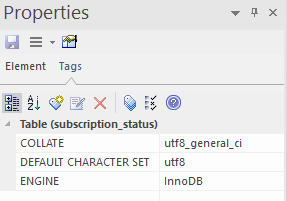 Properties
Element Tags
Table (subscription_status)
COLLATE utf8_general_ci
DEFAULT CHARACTER SET utf8
ENGINE InnoDB